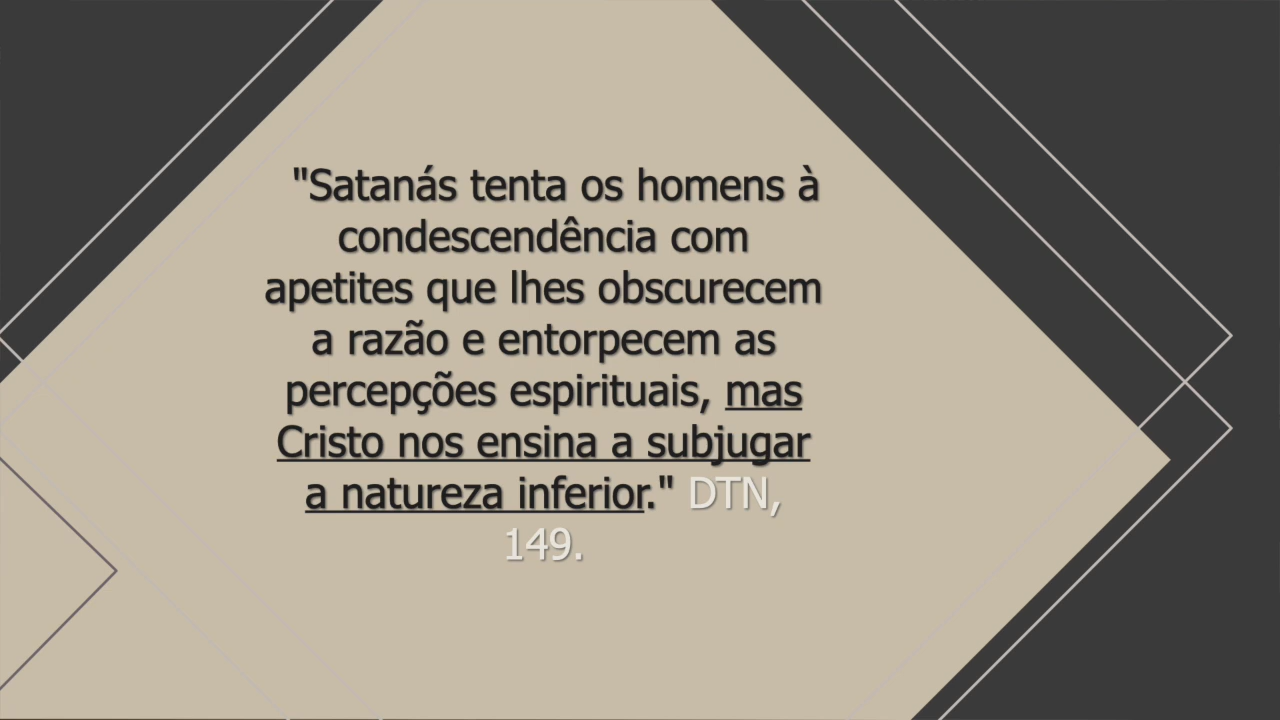 "Satanás tenta os homens à
condescendência com
apetites que lhes obscurecem
a razão e entorpecem as
percepções espirituais, mas
Cristo nos ensina a subjugar
a natureza inferior." DTN,
149.